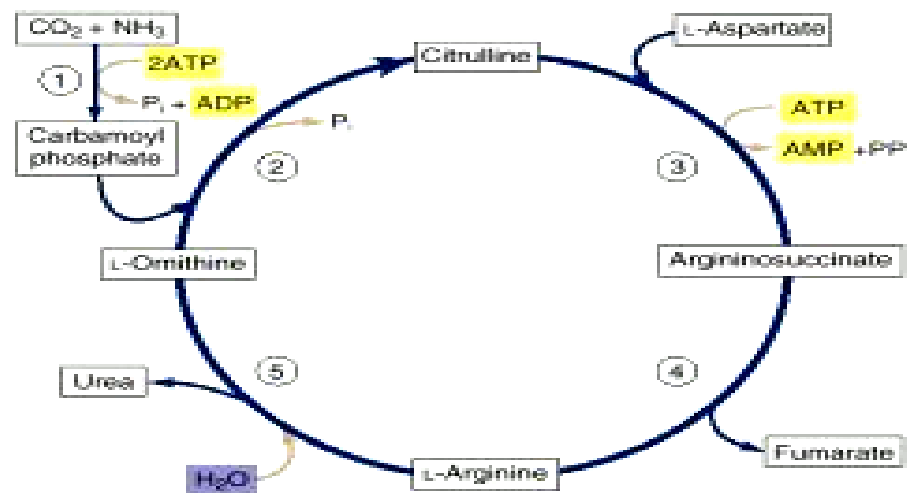 CO₂ + NH₃
L-Aspartate
Citrulline
2ATP
1
Pᵢ + ADP
ATP
Pᵢ
Carbamoyl
phosphate
AMP +PP
2
3
L-Ornithine
Argininosuccinate
5
4
Urea
Fumarate
L-Arginine
H₂O